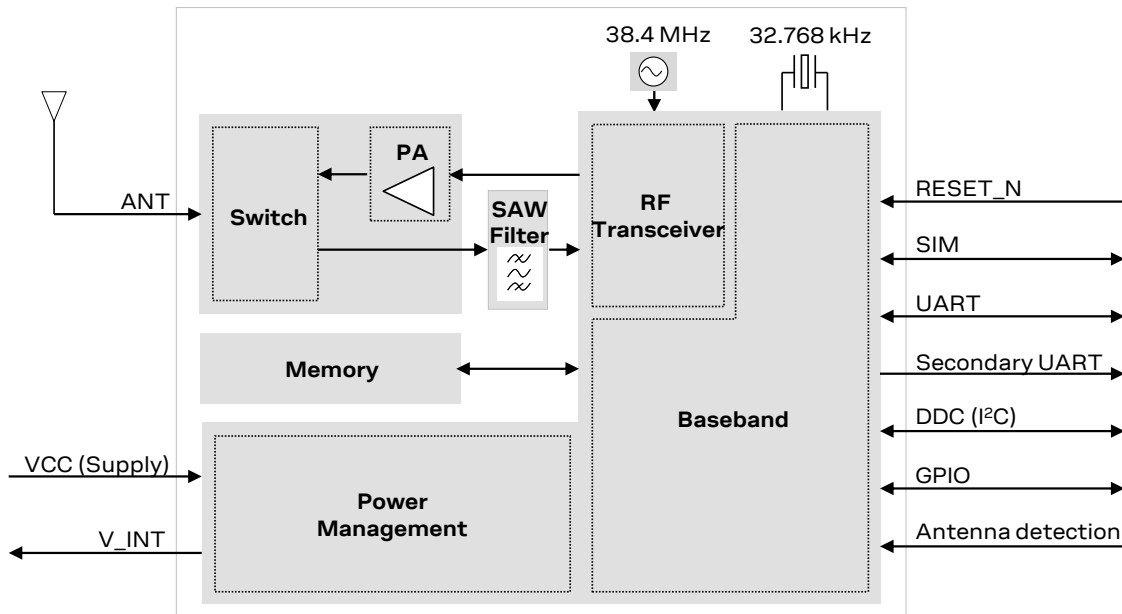 38.4 MHz
32.768 kHz
ANT
Switch
PA
SAW
Filter
RF
Transceiver
RESET_N
SIM
UART
Secondary UART
DDC (I²C)
GPIO
Antenna detection
Memory
Baseband
VCC (Supply)
V_INT
Power
Management